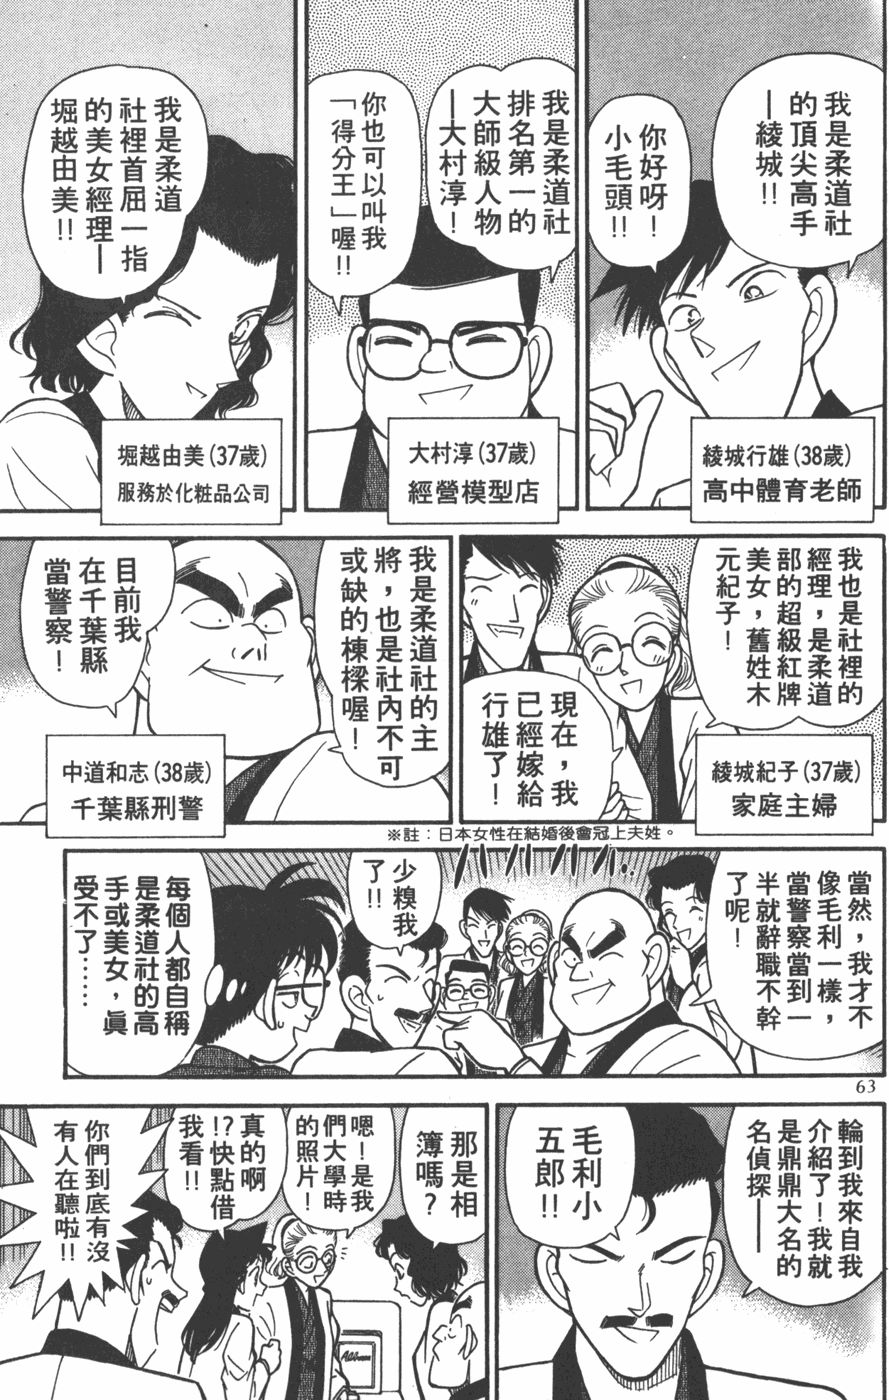 我是柔道社
的頂尖高手
—綾城!!
你好呀!
小毛頭!!
綾城行雄(38歲)
高中體育老師
我是柔道社
排名第一的
大師級人物
—大村淳!
你也可以叫我
「得分王」喔!!
大村淳(37歲)
經營模型店
我是柔道
社裡首屈一指
的美女經理—
堀越由美!!
堀越由美(37歲)
服務於化粧品公司
我也是社裡的
經理,是柔道
部的超級紅牌
美女,舊姓木
元紀子!
現在,我
已經嫁給
行雄了!
綾城紀子(37歲)
家庭主婦
我是柔道社的主
將,也是社內不可
或缺的棟樑喔!
目前我
在千葉縣
當警察!
中道和志(38歲)
千葉縣刑警
※註:日本女性在結婚後會冠上夫姓。
當然,我才不
像毛利一樣,
當警察當到一
半就辭職不幹
了呢!
少糗我
了!!
每個人都自稱
是柔道社的高
手或美女,眞
受不了……
63
輪到我來自我
介紹了!我就
是鼎鼎大名的
名偵探—
毛利小
五郎!!
那是相
簿嗎?
嗯!是我
們大學時
的照片!
真的啊
!?快點借
我看!!
你們到底有沒
有人在聽啦!!
Album